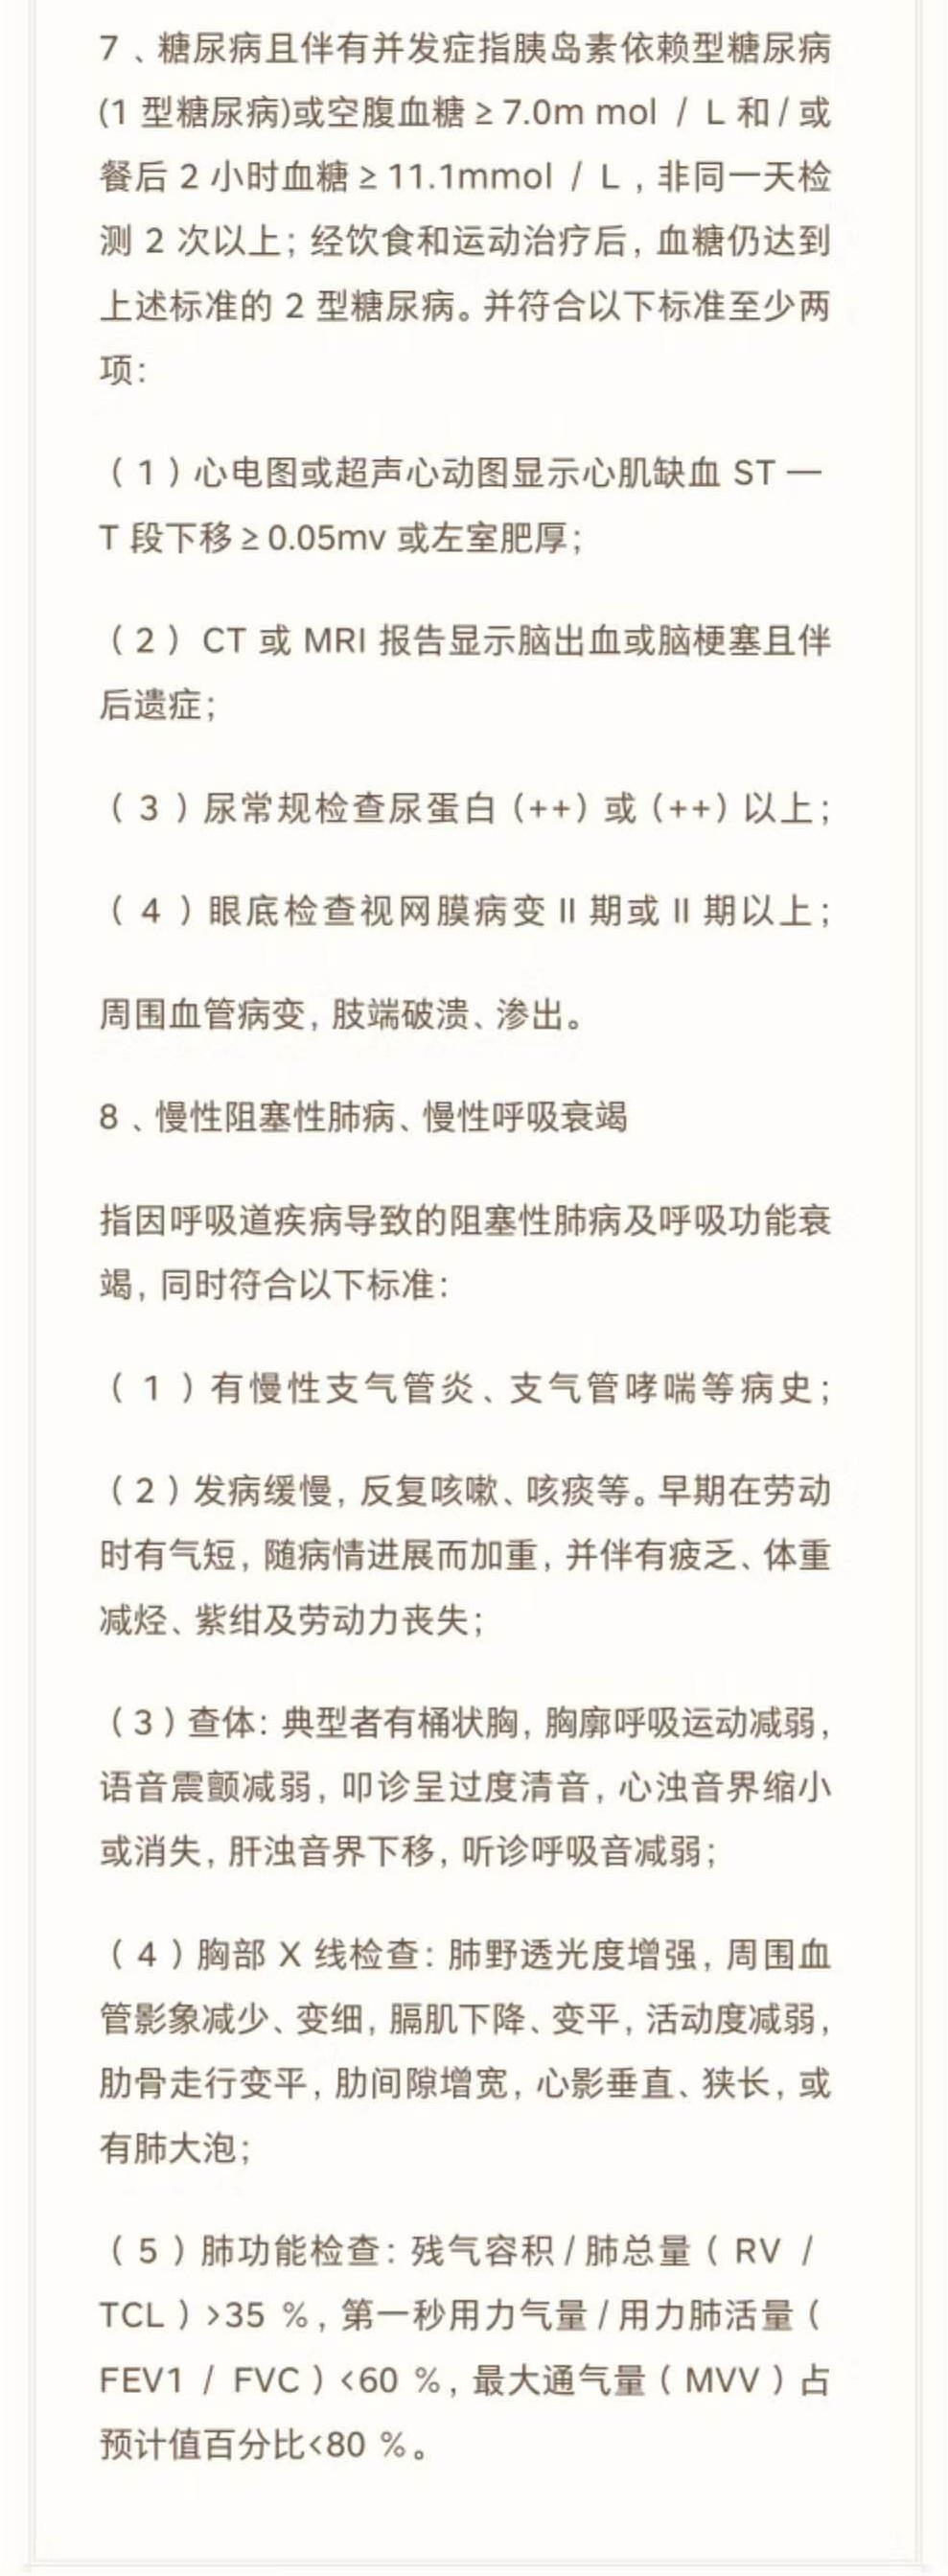 7、糖尿病且伴有并发症指胰岛素依赖型糖尿病
(1 型糖尿病)或空腹血糖≥7.0m mol / L 和/或
餐后 2 小时血糖≥11.1mmol / L，非同一天检
测 2 次以上；经饮食和运动治疗后，血糖仍达到
上述标准的 2 型糖尿病。并符合以下标准至少两
项：
（1）心电图或超声心动图显示心肌缺血 ST —
T 段下移≥0.05mv 或左室肥厚；
（2）CT 或 MRI 报告显示脑出血或脑梗塞且伴
后遗症；
（3）尿常规检查尿蛋白（++）或（++）以上；
（4）眼底检查视网膜病变 II 期或 II 期以上；
周围血管病变，肢端破溃、渗出。
8、慢性阻塞性肺病、慢性呼吸衰竭
指因呼吸道疾病导致的阻塞性肺病及呼吸功能衰
竭，同时符合以下标准：
（1）有慢性支气管炎、支气管哮喘等病史；
（2）发病缓慢，反复咳嗽、咳痰等。早期在劳动
时有气短，随病情进展而加重，并伴有疲乏、体重
减烃、紫绀及劳动力丧失；
（3）查体：典型者有桶状胸，胸廓呼吸运动减弱，
语音震颤减弱，叩诊呈过度清音，心浊音界缩小
或消失，肝浊音界下移，听诊呼吸音减弱；
（4）胸部 X 线检查：肺野透光度增强，周围血
管影象减少、变细，膈肌下降、变平，活动度减弱，
肋骨走行变平，肋间隙增宽，心影垂直、狭长，或
有肺大泡；
（5）肺功能检查：残气容积/肺总量（RV /
TCL）>35 %，第一秒用力气量/用力肺活量（
FEV1 / FVC）<60 %，最大通气量（MVV）占
预计值百分比<80 %。